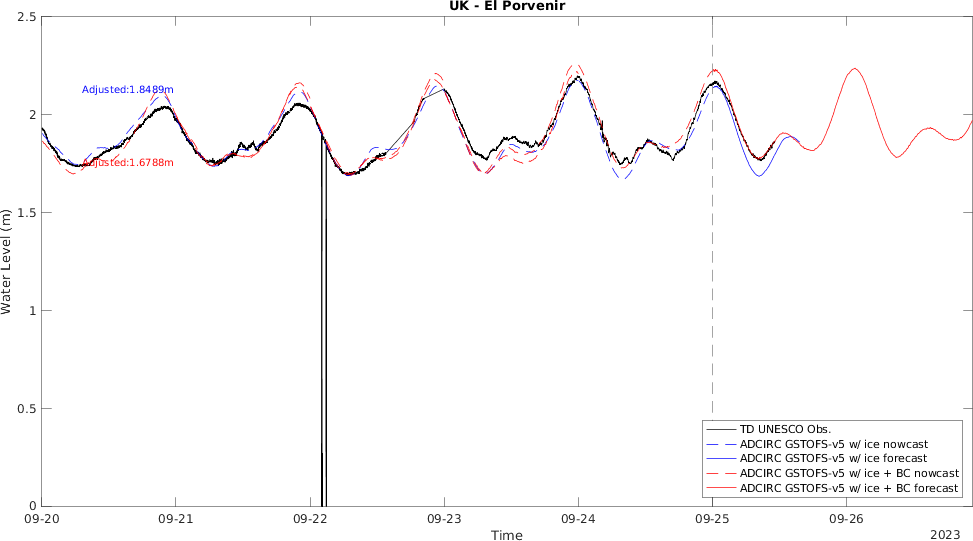 UK - El Porvenir
2.5
2
1.5
1
0.5
0
Water Level (m)
Adjusted:1.8489m
Adjusted:1.6788m
TD UNESCO Obs.
ADCIRC GSTOFS-v5 w/ ice nowcast
ADCIRC GSTOFS-v5 w/ ice forecast
ADCIRC GSTOFS-v5 w/ ice + BC nowcast
ADCIRC GSTOFS-v5 w/ ice + BC forecast
09-20 09-21 09-22 09-23 09-24 09-25 09-26
Time
2023